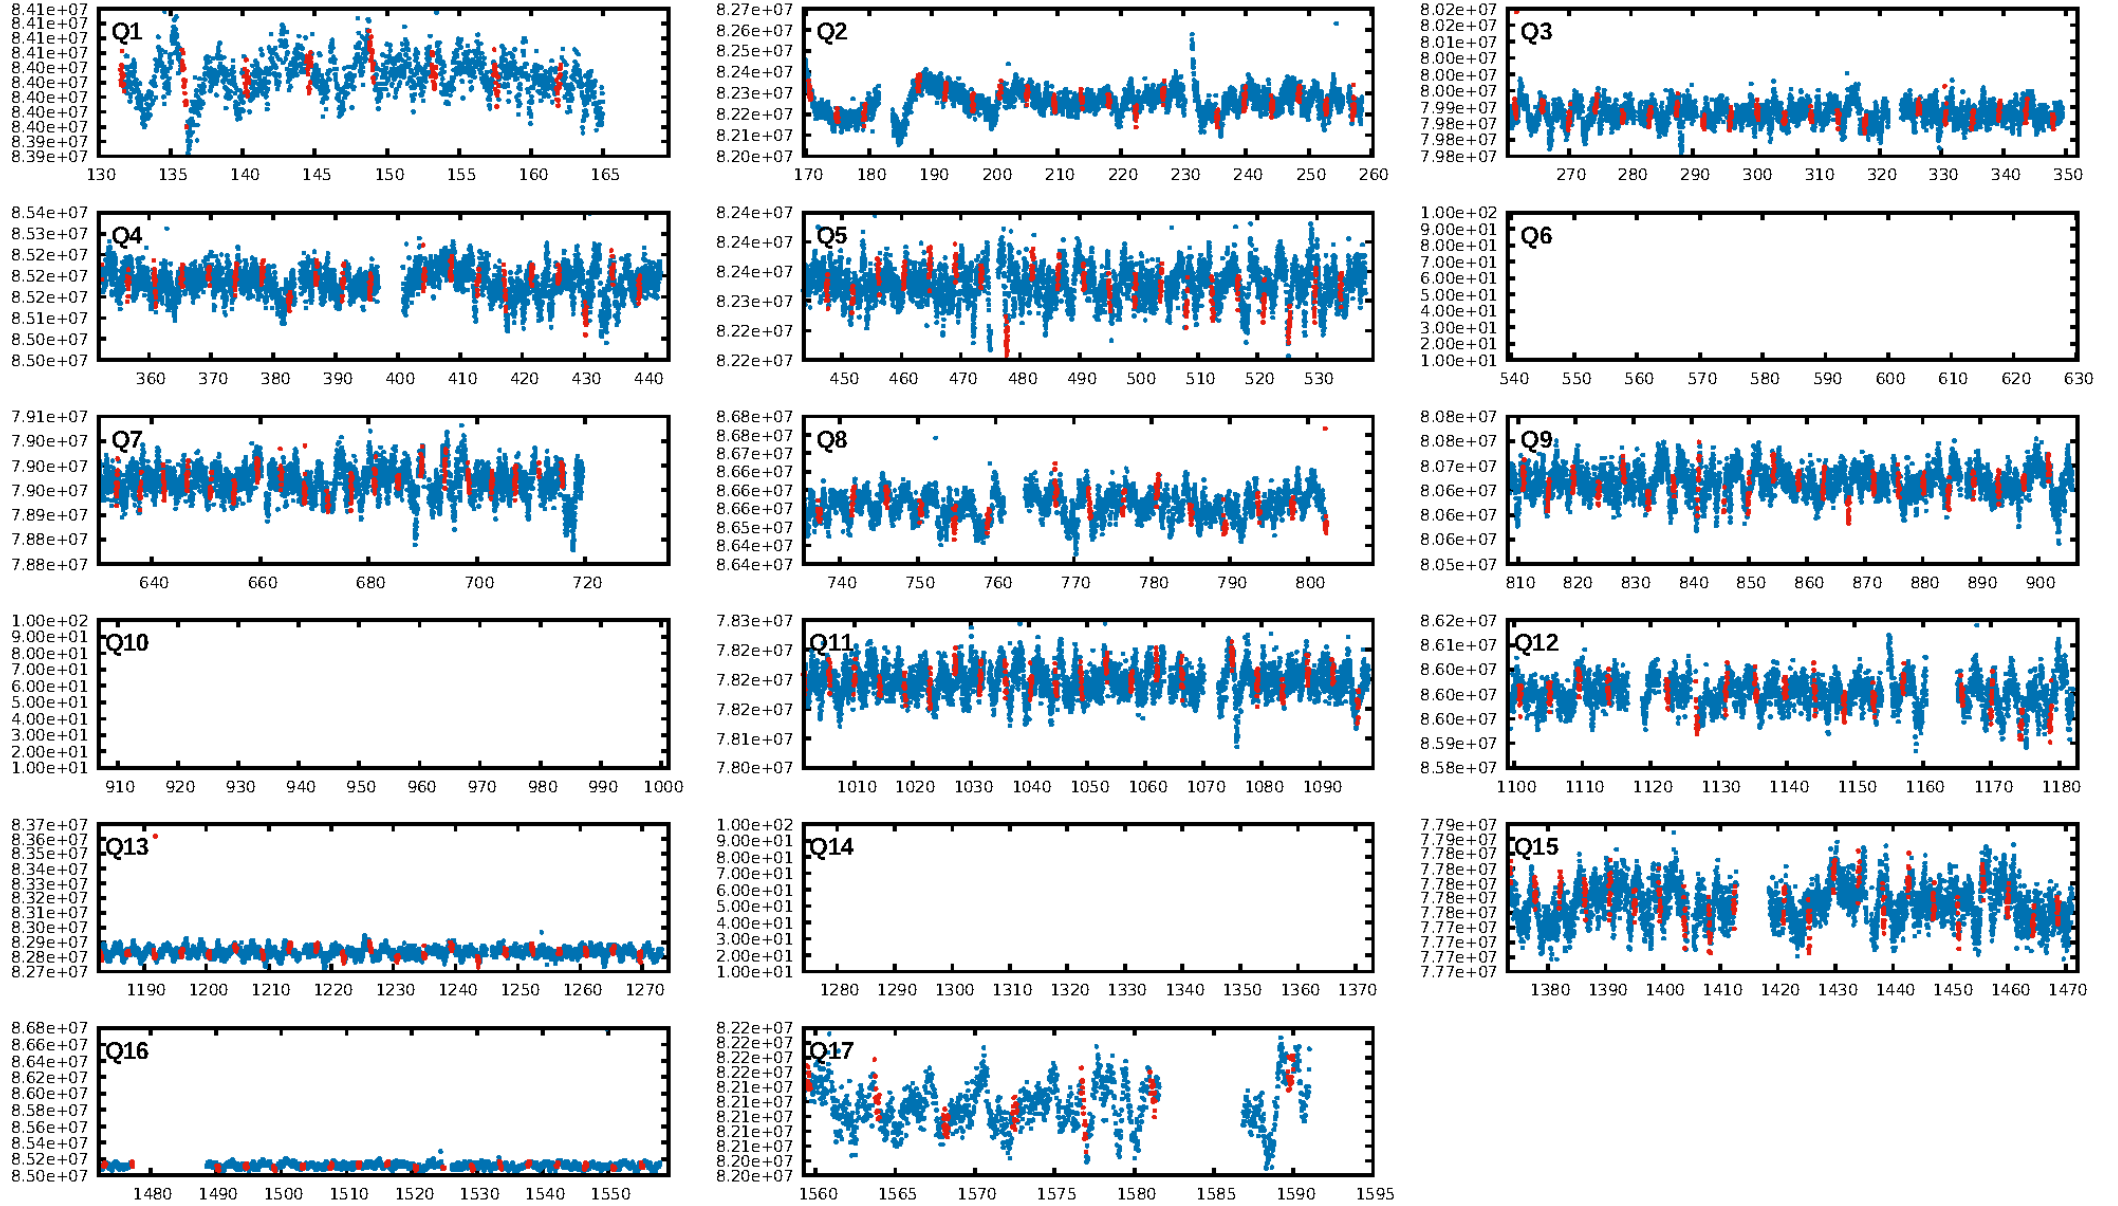 Q1
8.41e+07
8.41e+07
8.41e+07
8.41e+07
8.40e+07
8.40e+07
8.40e+07
8.40e+07
8.40e+07
8.40e+07
8.39e+07
130 135 140 145 150 155 160 165
Q2
8.27e+07
8.26e+07
8.25e+07
8.24e+07
8.23e+07
8.22e+07
8.21e+07
8.20e+07
170 180 190 200 210 220 230 240 250 260
Q3
8.02e+07
8.01e+07
8.01e+07
8.00e+07
8.00e+07
8.00e+07
7.99e+07
7.98e+07
7.98e+07
7.98e+07
270 280 290 300 310 320 330 340 350
Q4
8.54e+07
8.53e+07
8.52e+07
8.52e+07
8.52e+07
8.51e+07
8.50e+07
8.50e+07
360 370 380 390 400 410 420 430 440
Q5
8.24e+07
8.24e+07
8.24e+07
8.23e+07
8.22e+07
8.22e+07
450 460 470 480 490 500 510 520 530
Q6
1.00e+02
9.00e+01
8.00e+01
7.00e+01
6.00e+01
5.00e+01
4.00e+01
3.00e+01
2.00e+01
1.00e+01
540 550 560 570 580 590 600 610 620 630
Q7
7.91e+07
7.90e+07
7.90e+07
7.90e+07
7.89e+07
7.88e+07
7.88e+07
640 660 680 700 720
Q8
8.68e+07
8.68e+07
8.67e+07
8.66e+07
8.66e+07
8.66e+07
8.65e+07
8.64e+07
8.64e+07
740 750 760 770 780 790 800
Q9
8.08e+07
8.08e+07
8.07e+07
8.06e+07
8.06e+07
8.06e+07
8.05e+07
810 820 830 840 850 860 870 880 890 900
Q10
1.00e+02
9.00e+01
8.00e+01
7.00e+01
6.00e+01
5.00e+01
4.00e+01
3.00e+01
2.00e+01
1.00e+01
910 920 930 940 950 960 970 980 990 1000
Q11
7.83e+07
7.82e+07
7.82e+07
7.82e+07
7.81e+07
7.80e+07
1010 1020 1030 1040 1050 1060 1070 1080 1090
Q12
8.62e+07
8.61e+07
8.60e+07
8.60e+07
8.60e+07
8.59e+07
8.58e+07
1100 1110 1120 1130 1140 1150 1160 1170 1180
Q13
8.37e+07
8.36e+07
8.35e+07
8.34e+07
8.33e+07
8.32e+07
8.31e+07
8.30e+07
8.29e+07
8.28e+07
8.27e+07
1190 1200 1210 1220 1230 1240 1250 1260 1270
Q14
1.00e+02
9.00e+01
8.00e+01
7.00e+01
6.00e+01
5.00e+01
4.00e+01
3.00e+01
2.00e+01
1.00e+01
1280 1290 1300 1310 1320 1330 1340 1350 1360 1370
Q15
7.79e+07
7.79e+07
7.78e+07
7.78e+07
7.78e+07
7.78e+07
7.78e+07
7.78e+07
7.77e+07
7.77e+07
7.77e+07
1380 1390 1400 1410 1420 1430 1440 1450 1460 1470
Q16
8.68e+07
8.66e+07
8.64e+07
8.62e+07
8.60e+07
8.58e+07
8.57e+07
8.54e+07
8.52e+07
8.50e+07
1480 1490 1500 1510 1520 1530 1540 1550
Q17
8.22e+07
8.22e+07
8.22e+07
8.21e+07
8.21e+07
8.21e+07
8.21e+07
8.21e+07
8.21e+07
8.20e+07
8.20e+07
1560 1565 1570 1575 1580 1585 1590 1595